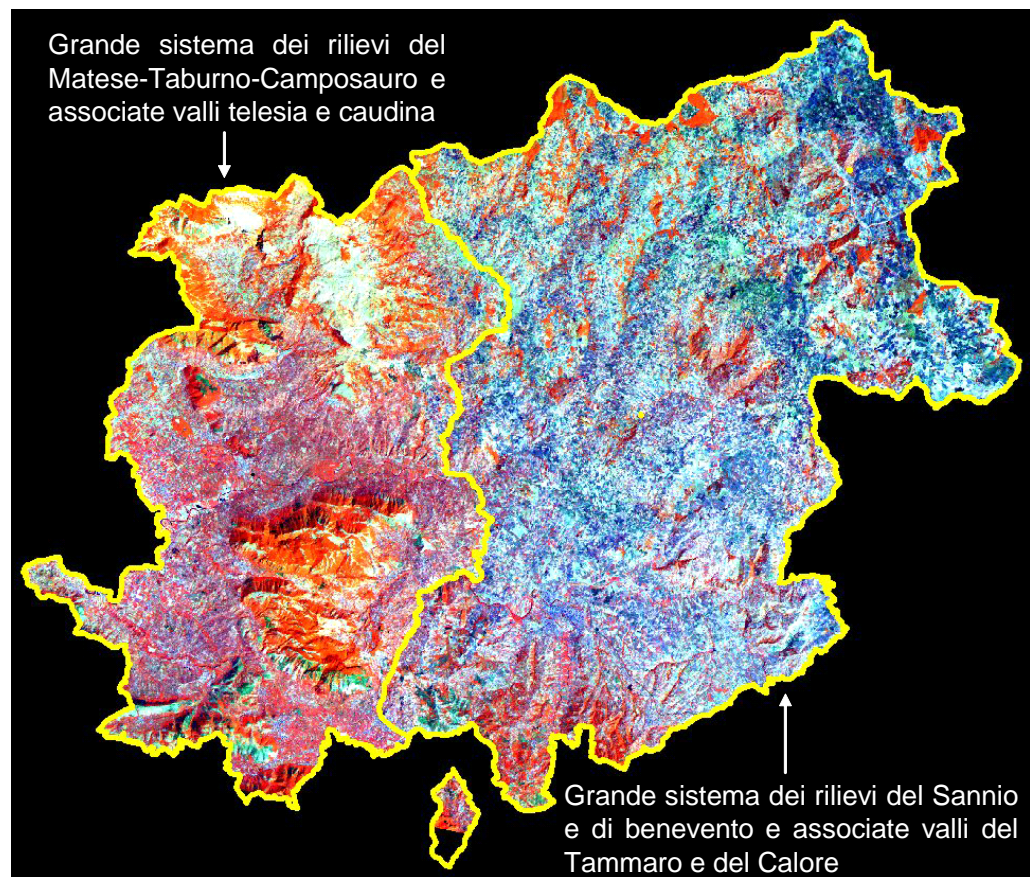 Grande sistema dei rilievi del
Matese-Taburno-Camposauro e
associate valli telesia e caudina
Grande sistema dei rilievi del Sannio
e di benevento e associate valli del
Tammaro e del Calore